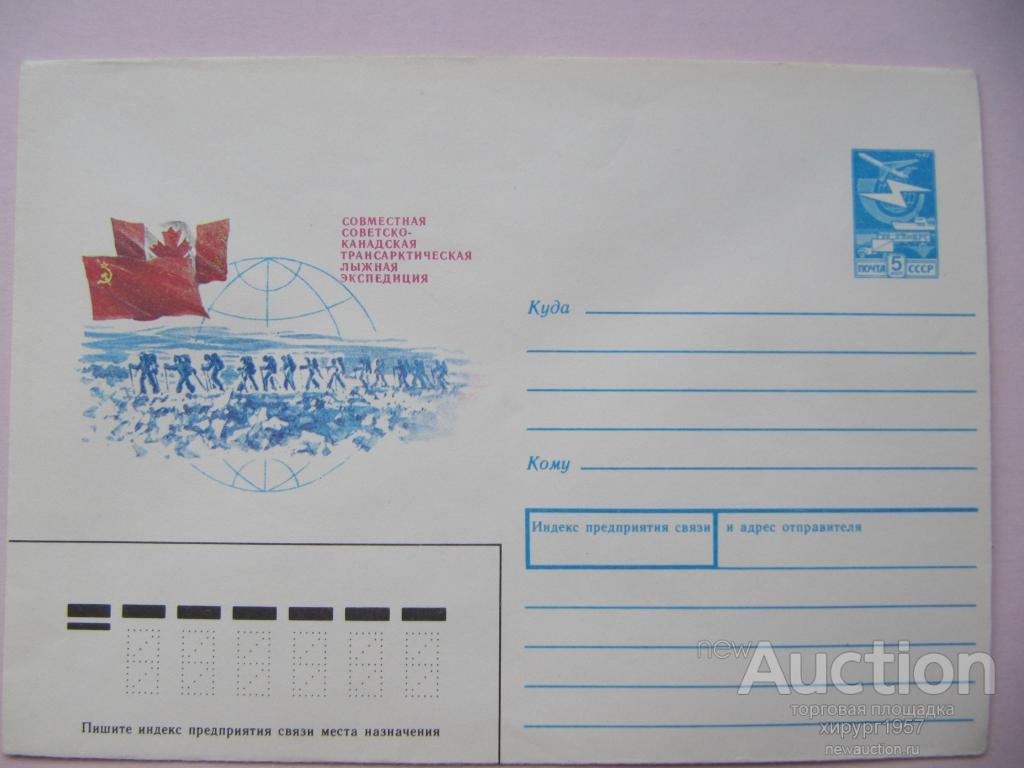 СОВМЕСТНАЯ
СОВЕТСКО-
КАНАДСКАЯ
ТРАНСАРКТИЧЕСКАЯ
ЛЫЖНАЯ
ЭКСПЕДИЦИЯ
ПОЧТА 5 СССР
Куда
Кому
Индекс предприятия связи и адрес отправителя
Пишите индекс предприятия связи места назначения
newAuction
торговая площадка
хирург1957
newauction.ru